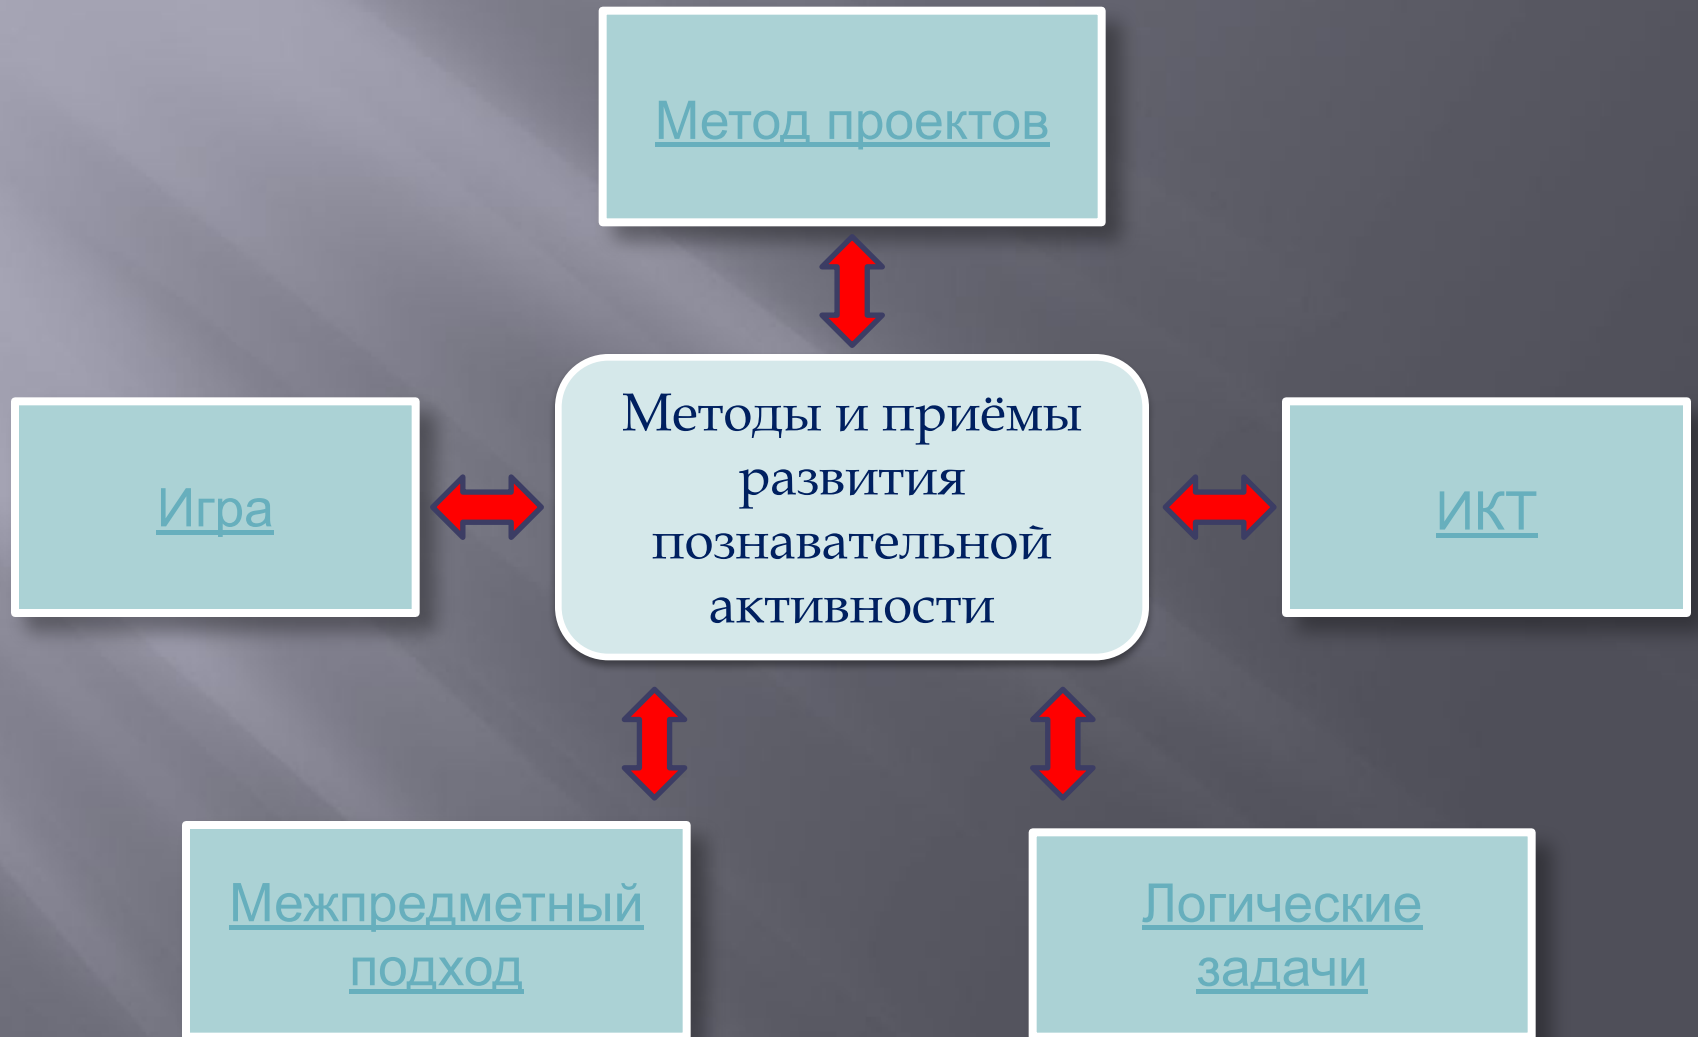 Метод проектов
Методы и приёмы
развития
познавательной
активности
Игра
ИКТ
Межпредметный
подход
Логические
задачи